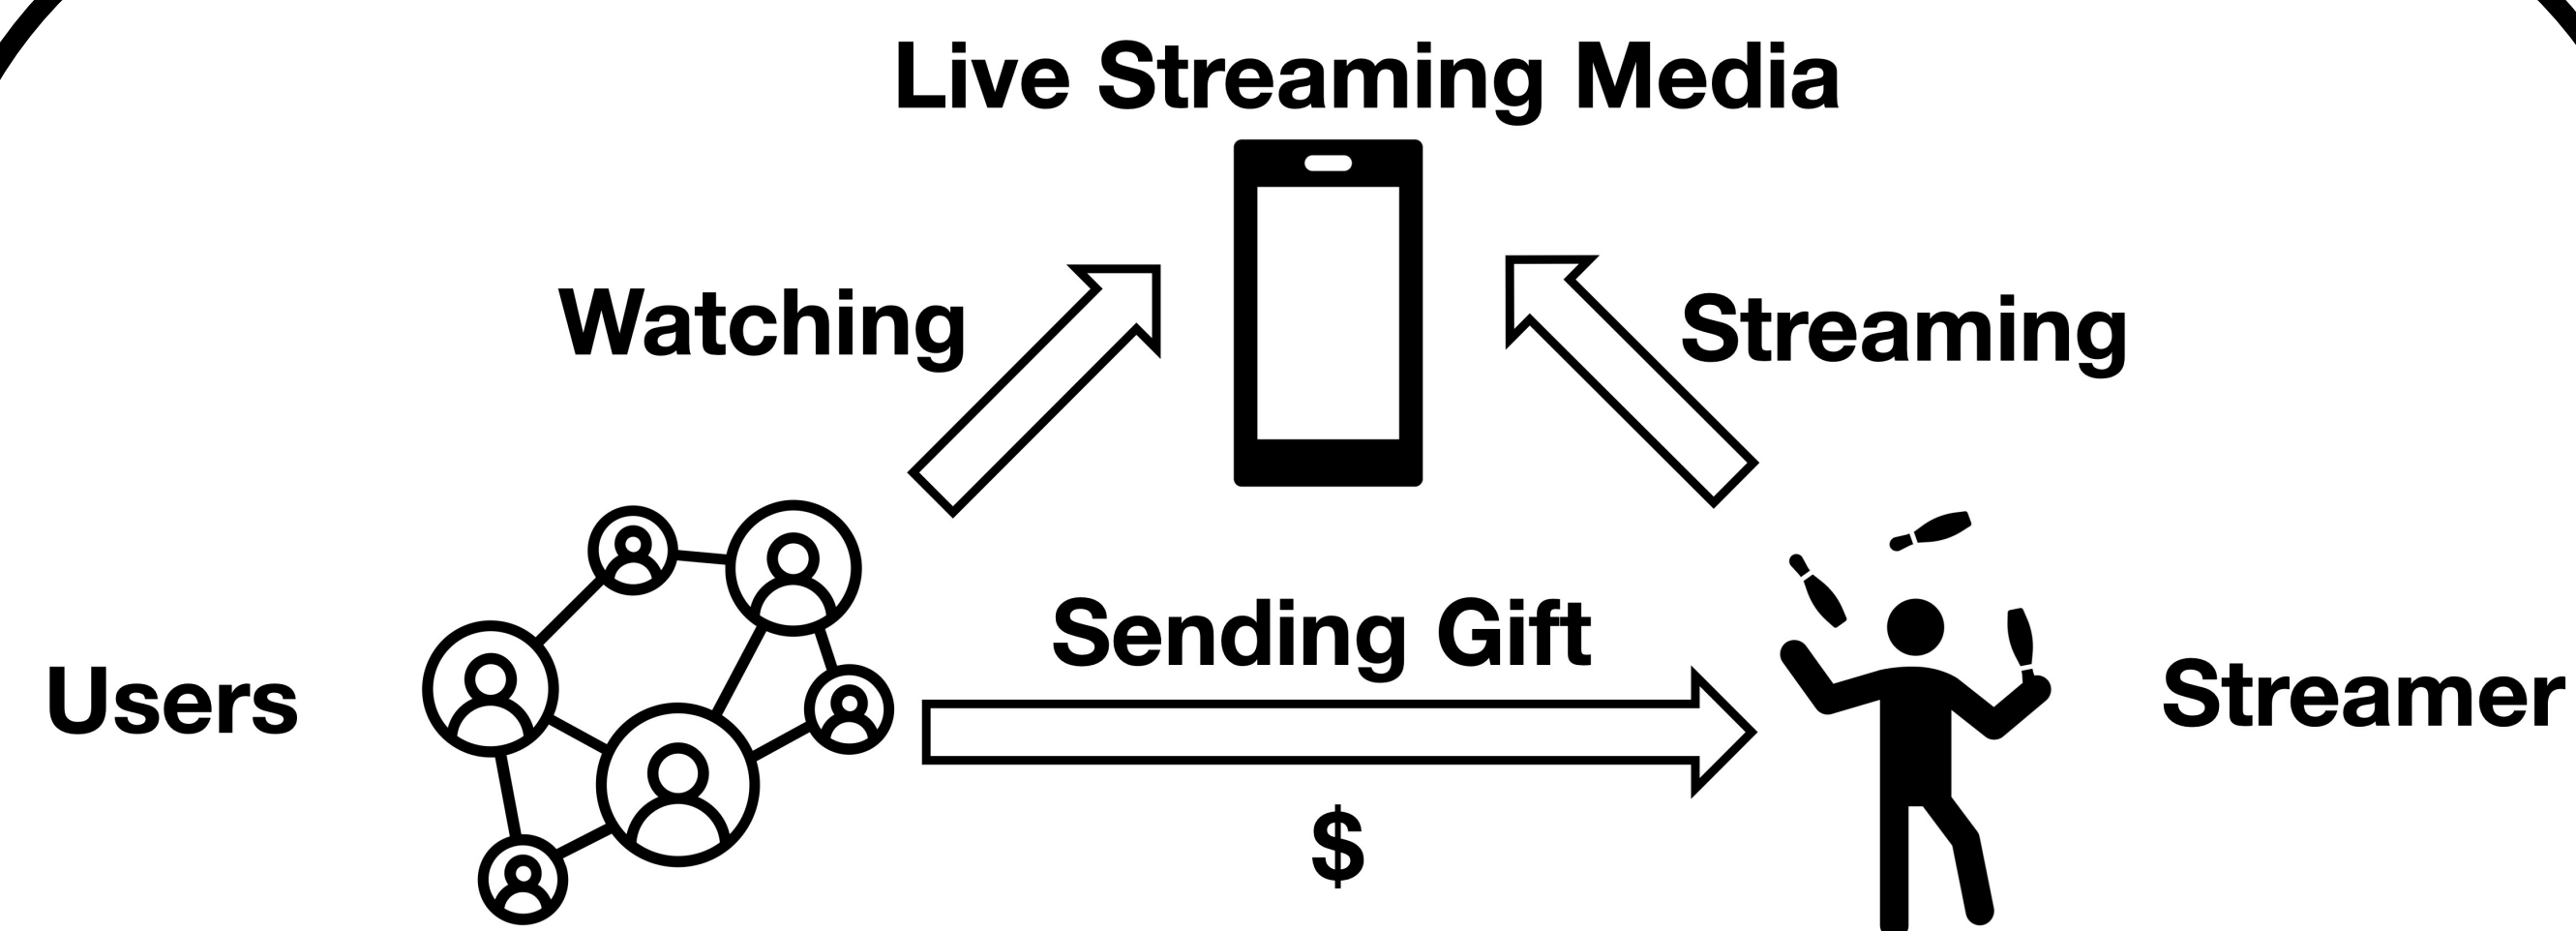 Live Streaming Media
Watching
Streaming
Sending Gift
Users
Streamer
$